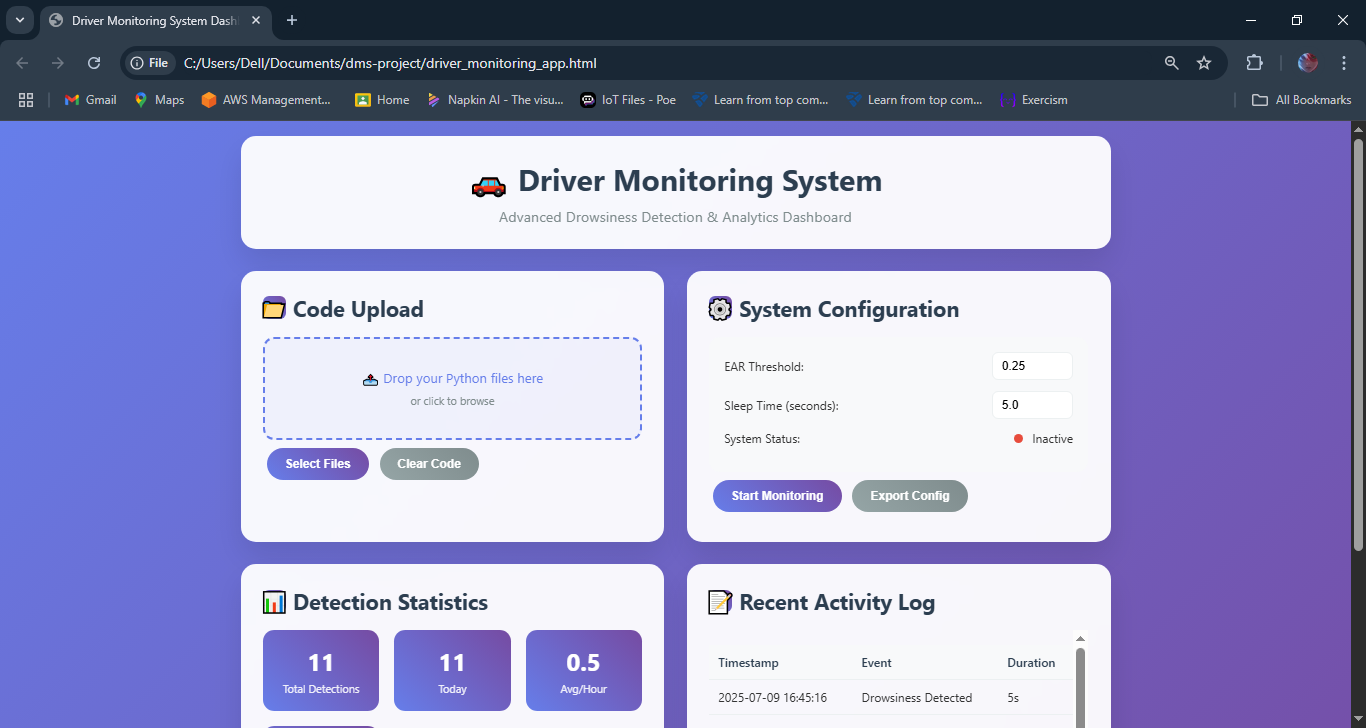 Driver Monitoring System Dash
File
C:/Users/Dell/Documents/dms-project/driver_monitoring_app.html
Gmail
Maps
AWS Management...
Home
Napkin AI - The visu...
IoT Files - Poe
Learn from top com...
Learn from top com...
Exercism
All Bookmarks
Driver Monitoring System
Advanced Drowsiness Detection & Analytics Dashboard
Code Upload
Drop your Python files here
or click to browse
Select Files
Clear Code
System Configuration
EAR Threshold:
0.25
Sleep Time (seconds):
5.0
System Status:
Inactive
Start Monitoring
Export Config
Detection Statistics
11
Total Detections
11
Today
0.5
Avg/Hour
Recent Activity Log
Timestamp Event Duration
2025-07-09 16:45:16 Drowsiness Detected 5s